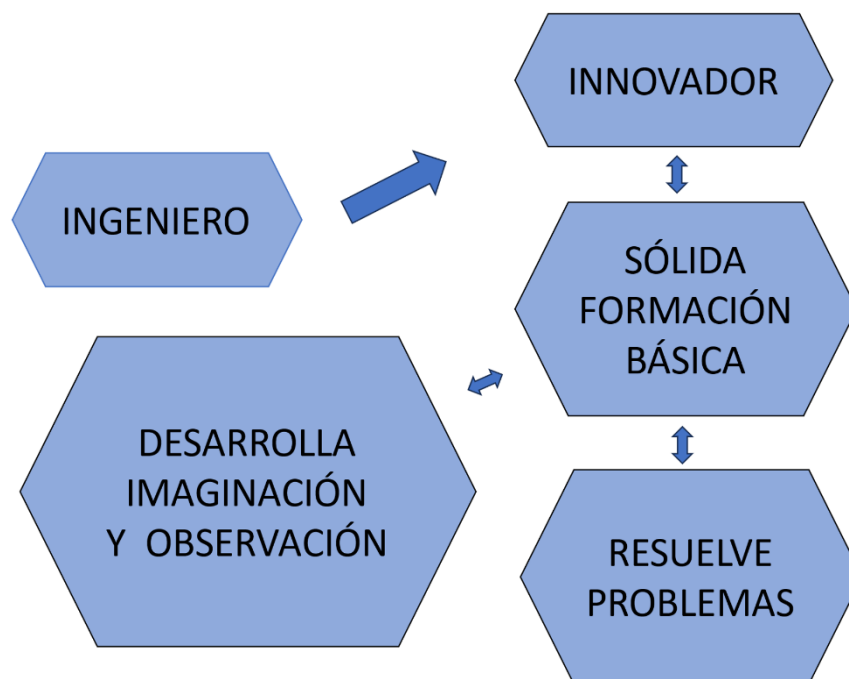 INNOVADOR
INGENIERO
SÓLIDA
FORMACIÓN
BÁSICA
DESARROLLA
IMAGINACIÓN
Y OBSERVACIÓN
RESUELVE
PROBLEMAS